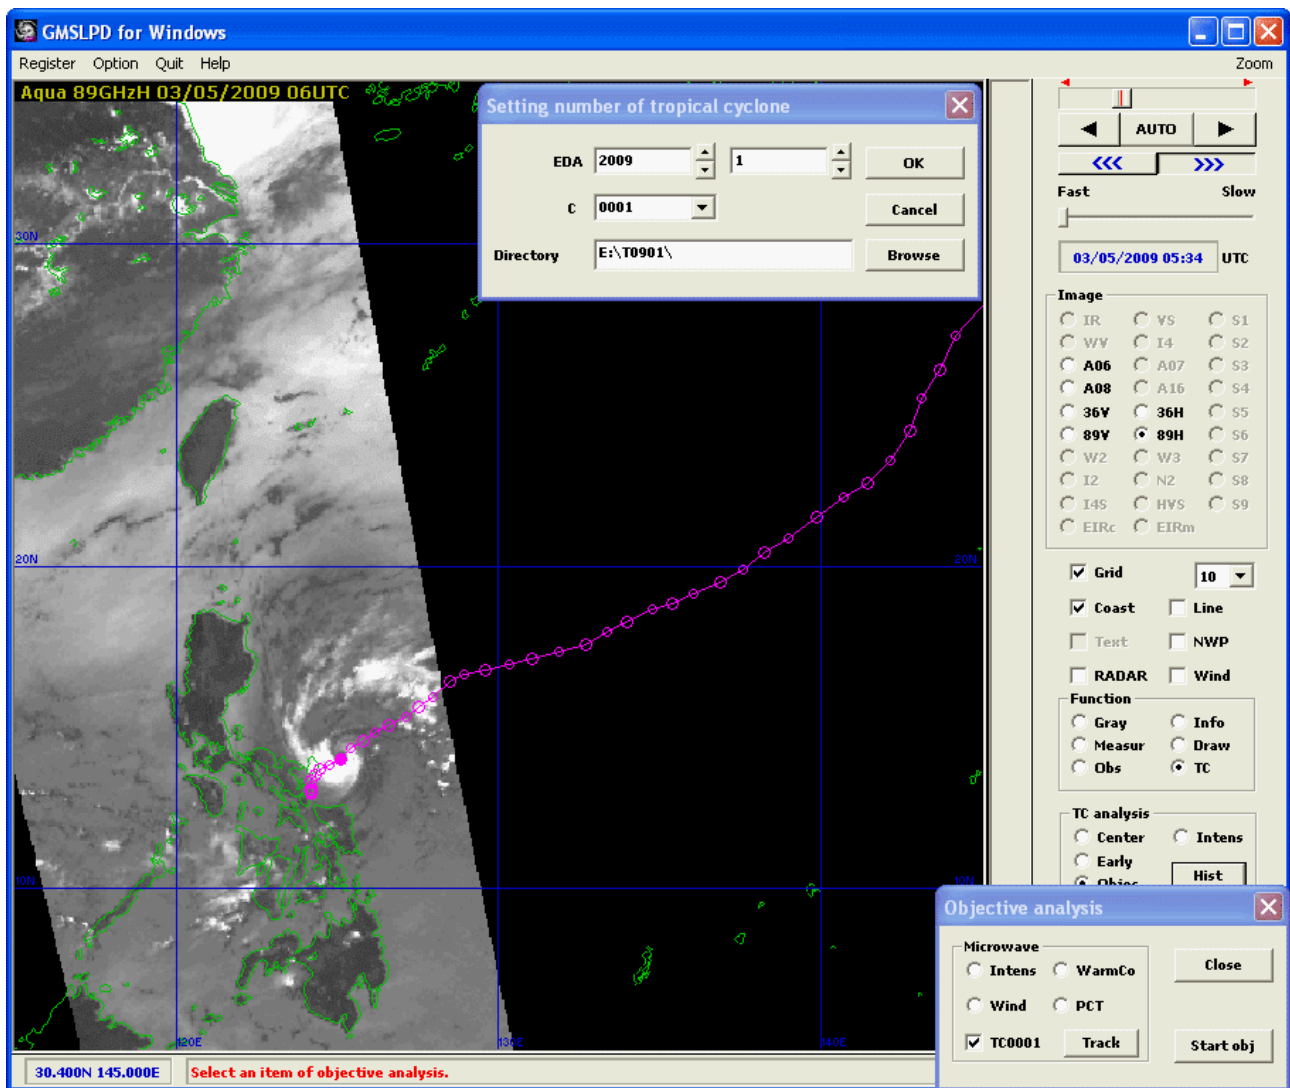 GMSLPD for Windows
Register Option Quit Help Zoom
Aqua 89GHzH 03/05/2009 06UTC
Setting number of tropical cyclone
EDA 2009 1 OK
C 0001 Cancel
Directory E:\T0901\ Browse
AUTO
<<< >>>
Fast Slow
03/05/2009 05:34 UTC
Image
IR VS S1
WV I4 S2
A06 A07 S3
A08 A16 S4
36V 36H S5
89V 89H S6
W2 W3 S7
I2 N2 S8
I4S HVS S9
EIRc EIRm
Grid 10
Coast Line
Text NWP
RADAR Wind
Function
Gray Info
Measur Draw
Obs TC
TC analysis
Center Intens
Early
Objec Hist
30N
20N 20N
10N 10N
120E 130E 140E
Objective analysis
Microwave
Intens WarmCo Close
Wind PCT
TC0001 Track Start obj
30.400N 145.000E Select an item of objective analysis.